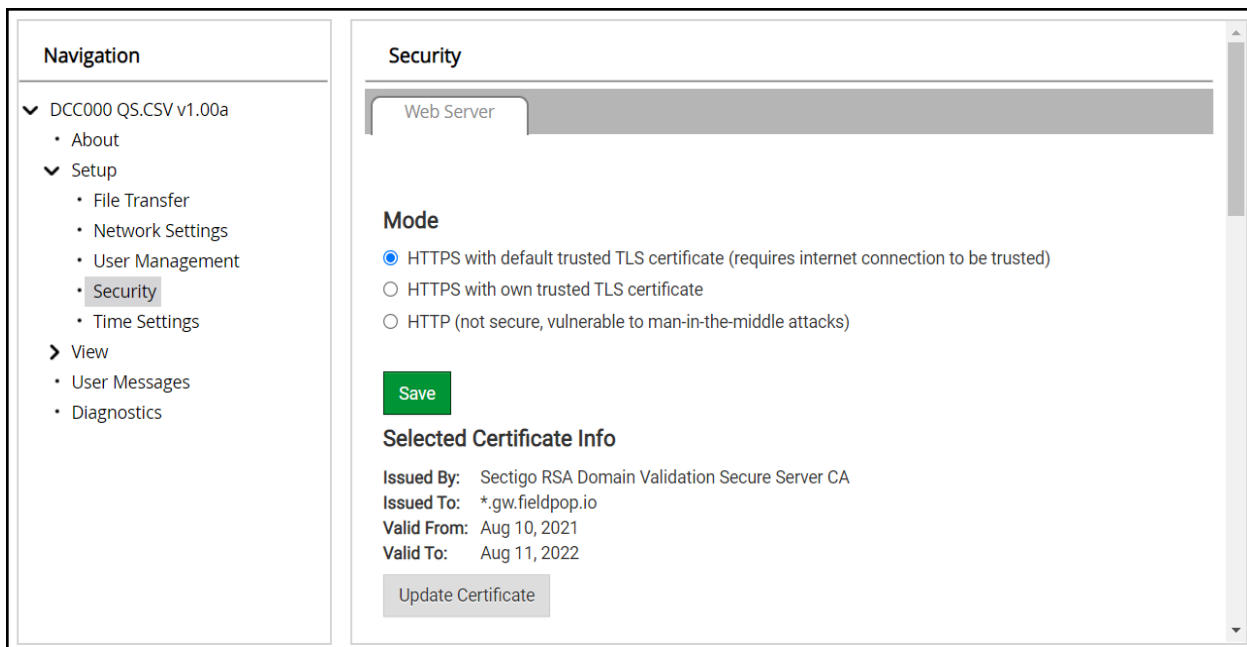 Navigation
DCC000 QS.CSV v1.00a
About
Setup
File Transfer
Network Settings
User Management
Security
Time Settings
View
User Messages
Diagnostics
Security
Web Server
Mode
HTTPS with default trusted TLS certificate (requires internet connection to be trusted)
HTTPS with own trusted TLS certificate
HTTP (not secure, vulnerable to man-in-the-middle attacks)
Save
Selected Certificate Info
Issued By: Sectigo RSA Domain Validation Secure Server CA
Issued To: *.gw.fieldpop.io
Valid From: Aug 10, 2021
Valid To: Aug 11, 2022
Update Certificate